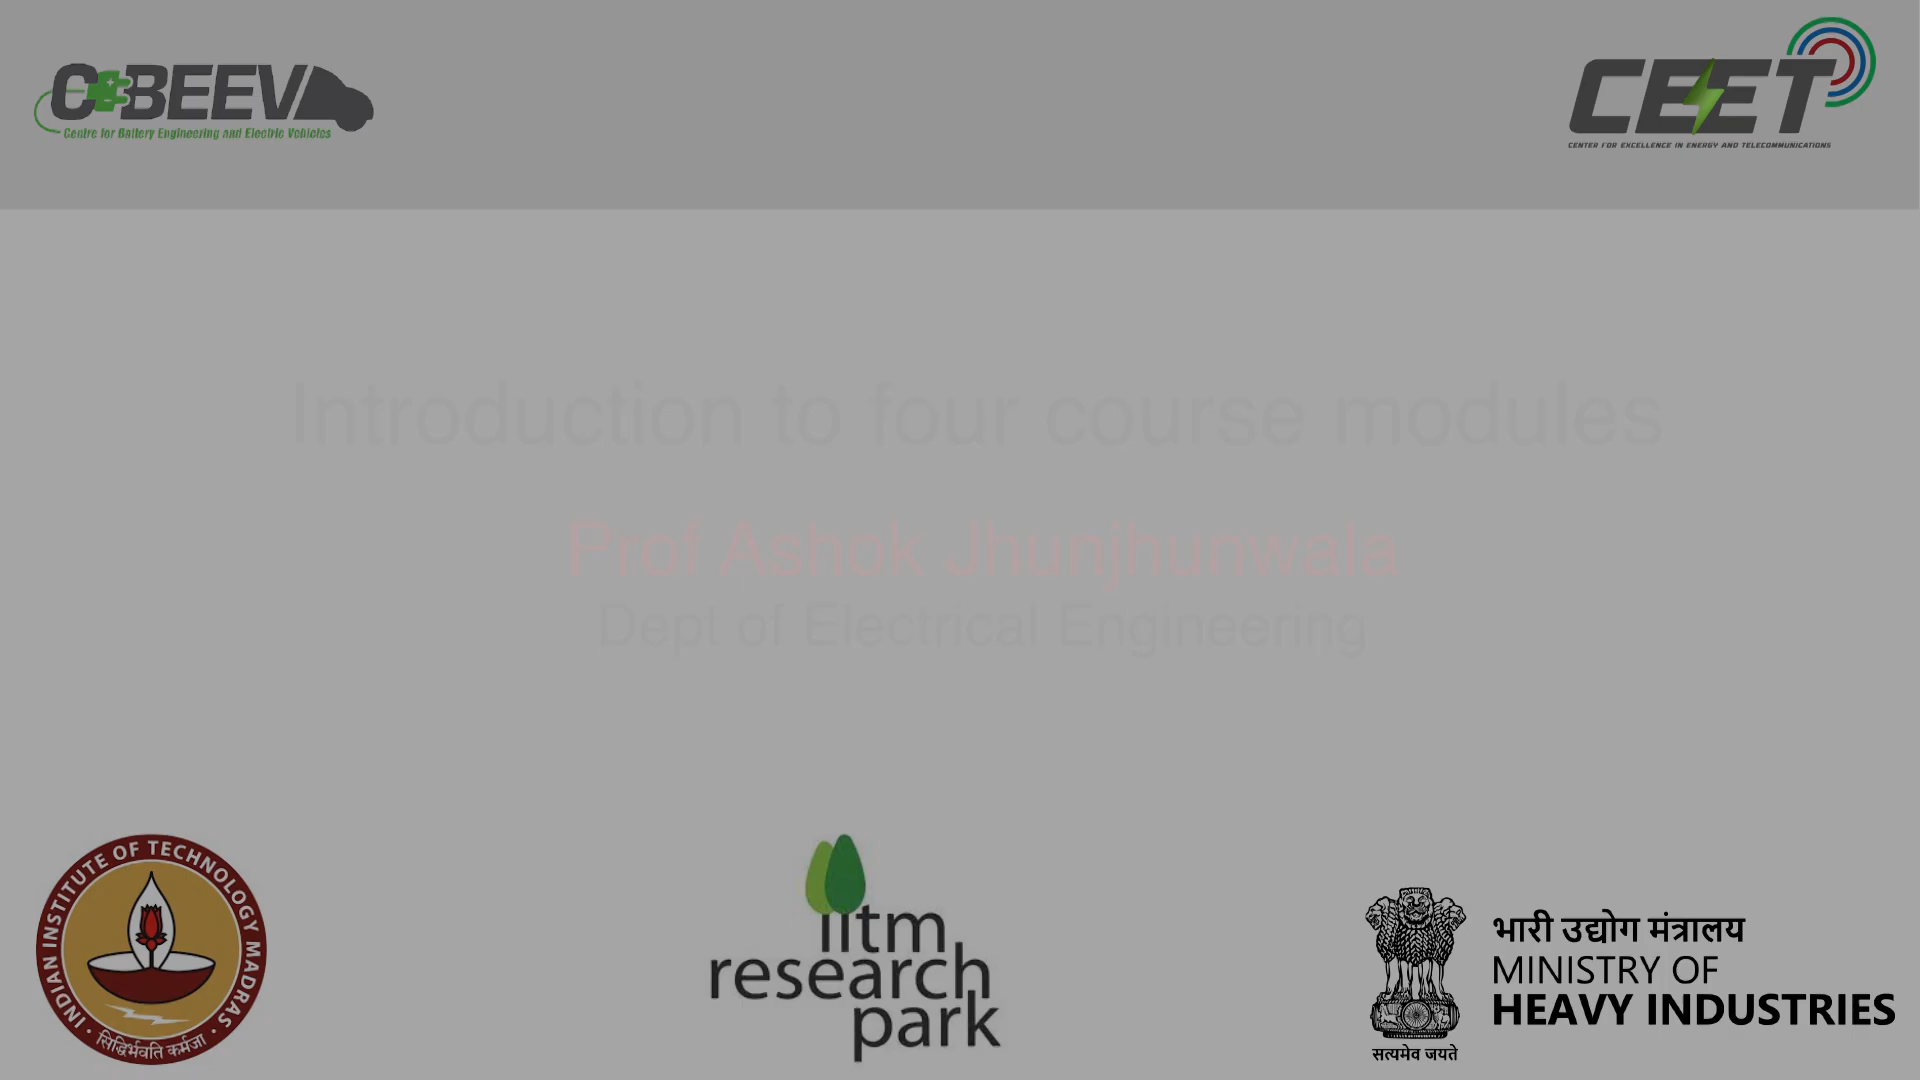 C BEEV
Centre for Battery Engineering and Electric Vehicles
CEET
CENTER FOR EXCELLENCE IN ENERGY AND TELECOMMUNICATIONS
Introduction to four course modules
Prof Ashok Jhunjhunwala
Dept of Electrical Engineering
INDIAN INSTITUTE OF TECHNOLOGY MADRAS
सिद्धिर्भवति कर्मजा
iitm
research
park
भारी उद्योग मंत्रालय
MINISTRY OF
HEAVY INDUSTRIES
सत्यमेव जयते